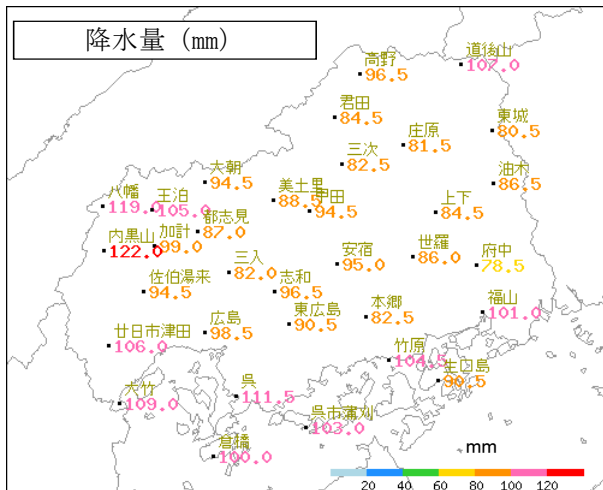 降水量 (mm)
道後山
107.0
高野
96.5
君田
84.5
庄原
81.5
東城
80.5
三次
82.5
油木
86.5
大朝
94.5
八幡
119.0
王泊
105.0
美土里
88.5
甲田
94.5
上下
84.5
都志見
87.0
内黒山
122.0
加計
99.0
三入
82.0
安宿
95.0
世羅
86.0
府中
78.5
佐伯湯来
94.5
志和
96.5
福山
101.0
廿日市津田
106.0
広島
98.5
東広島
90.5
本郷
82.5
竹原
104.5
生口島
90.5
大竹
109.0
呉
111.5
呉市蒲刈
103.0
倉橋
100.0
mm
20 40 60 80 100 120